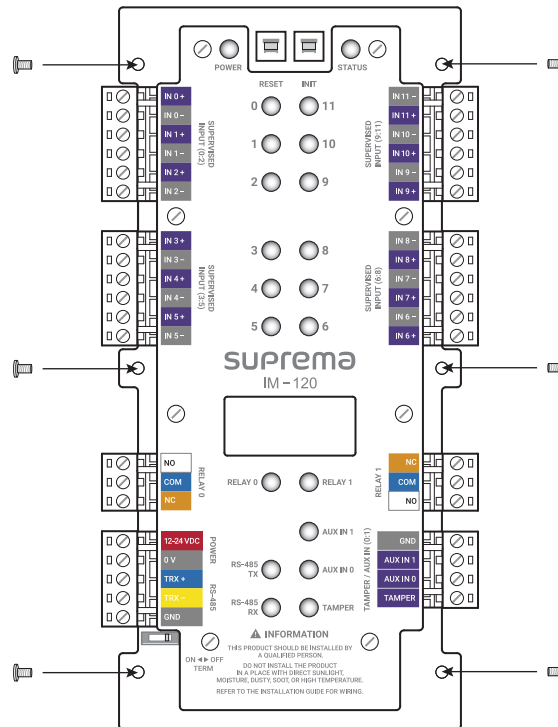 POWER
STATUS
RESET INIT
0 11
1 10
2 9
3 8
4 7
5 6
IN 0 +
IN 0 –
IN 1 +
IN 1 –
IN 2 +
IN 2 –
SUPERVISED
INPUT (0:2)
IN 3 +
IN 3 –
IN 4 +
IN 4 –
IN 5 +
IN 5 –
SUPERVISED
INPUT (3:5)
IN 11 –
IN 11 +
IN 10 –
IN 10 +
IN 9 –
IN 9 +
SUPERVISED
INPUT (9:11)
IN 8 –
IN 8 +
IN 7 –
IN 7 +
IN 6 –
IN 6 +
SUPERVISED
INPUT (6:8)
suprema
IM – 120
NO
COM
NC
RELAY 0
NC
COM
NO
RELAY 1
RELAY 0
RELAY 1
12-24 VDC
0 V
TRX +
TRX –
GND
POWER
RS-485
GND
AUX IN 1
AUX IN 0
TAMPER
TAMPER / AUX IN (0:1)
AUX IN 1
RS-485
TX
AUX IN 0
RS-485
RX
TAMPER
ON ◄► OFF
TERM
INFORMATION
THIS PRODUCT SHOULD BE INSTALLED BY
A QUALIFIED PERSON.
DO NOT INSTALL THE PRODUCT
IN A PLACE WITH DIRECT SUNLIGHT,
MOISTURE, DUSTY, SOOT, OR HIGH TEMPERATURE.
REFER TO THE INSTALLATION GUIDE FOR WIRING.